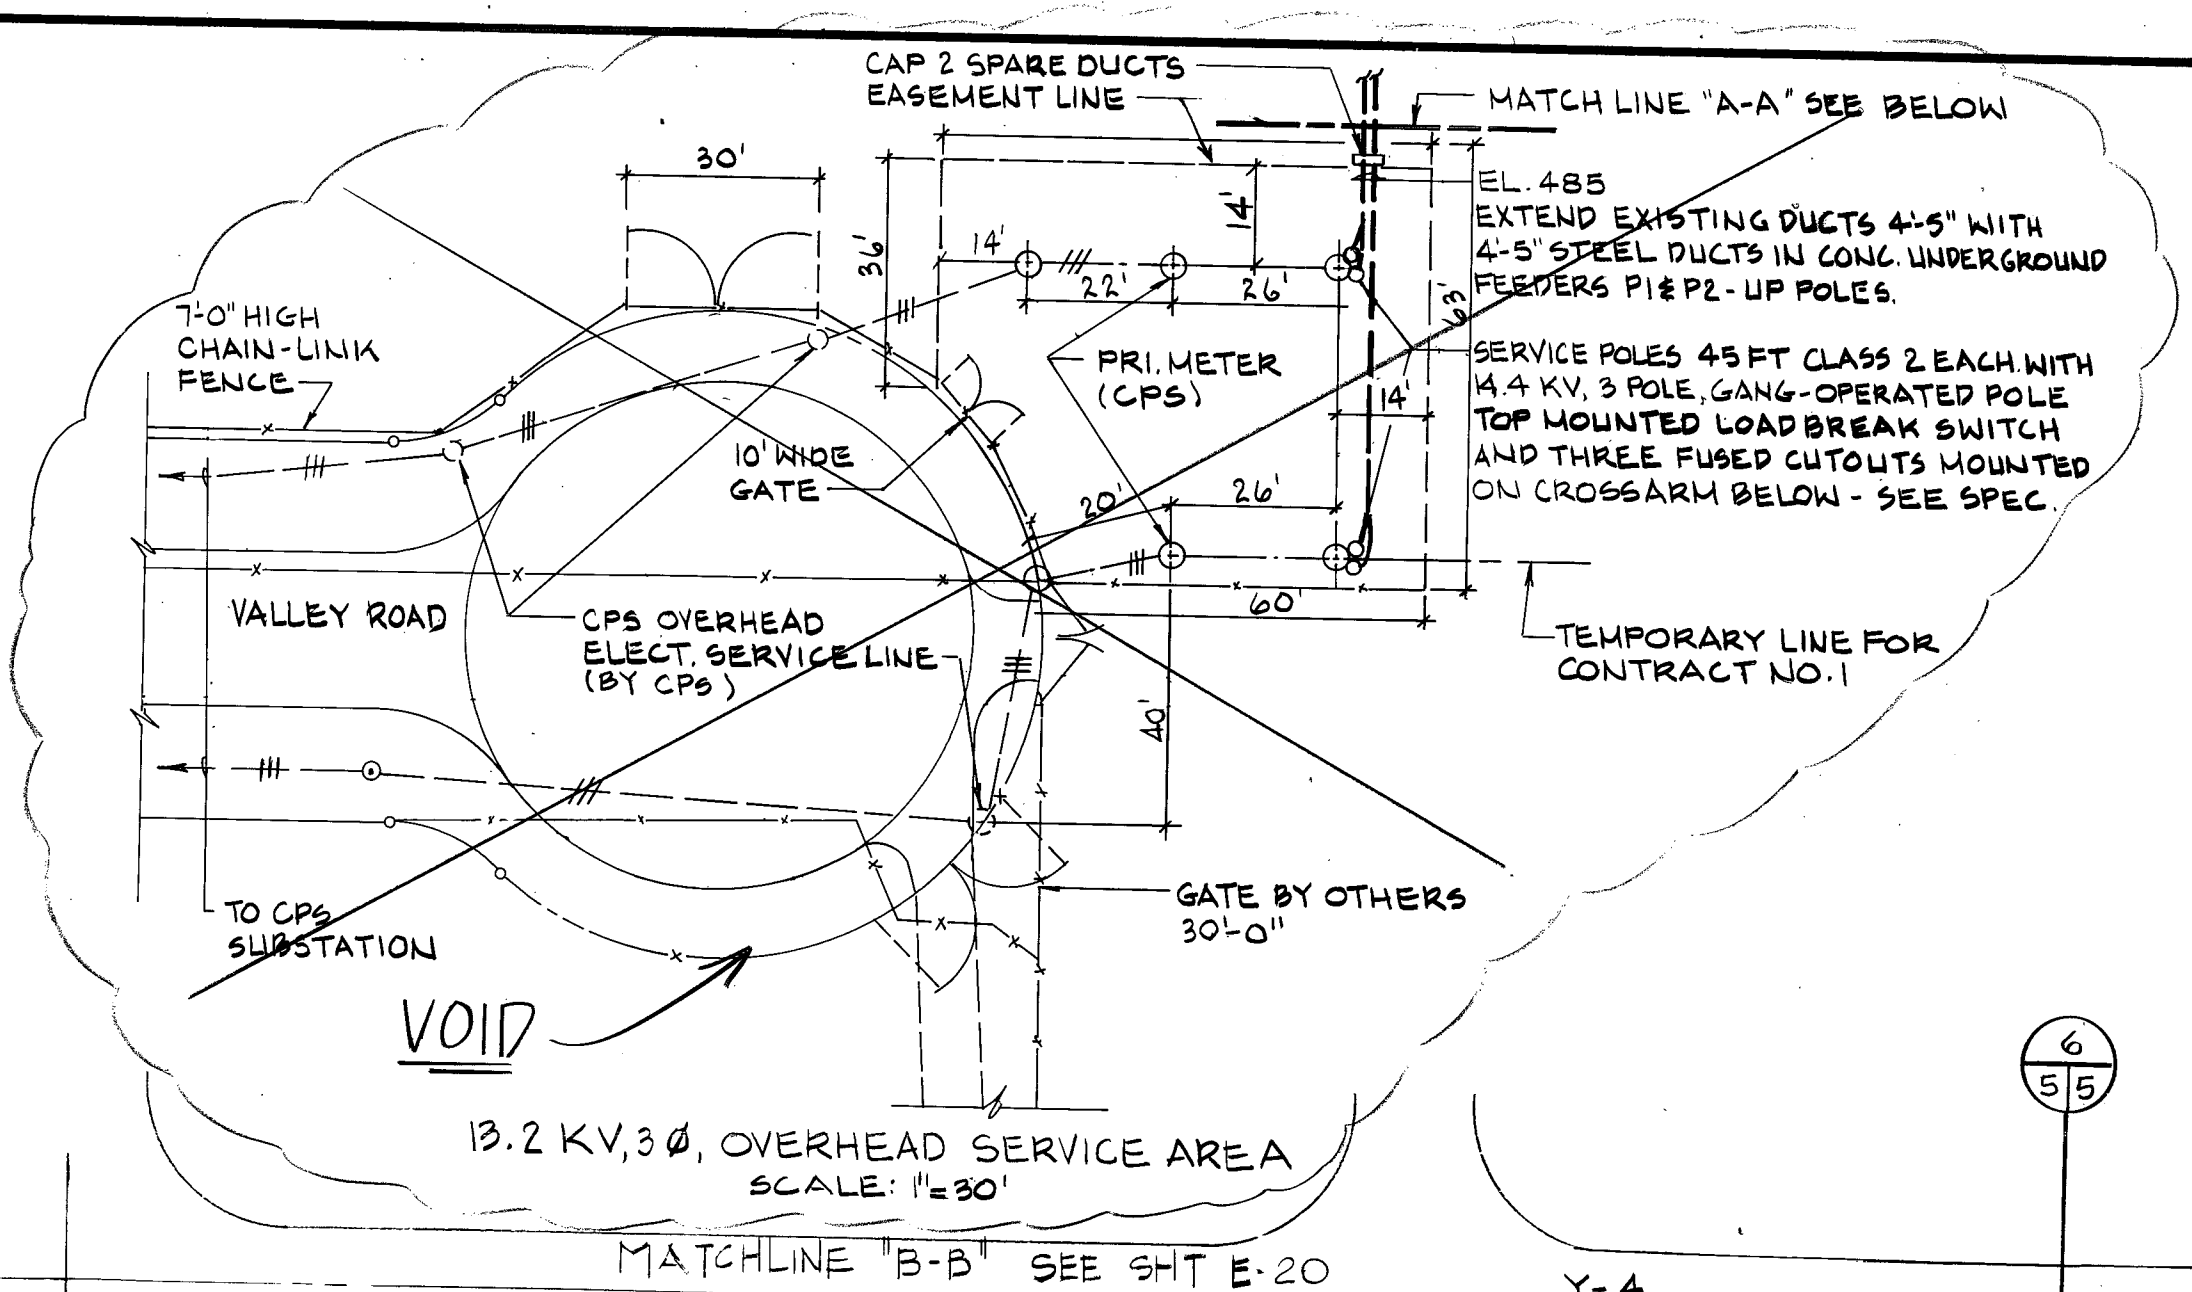 CAP 2 SPARE DUCTS
EASEMENT LINE
MATCH LINE "A-A" SEE BELOW
30'
36'
14'
14'
22'
26'
EL. 485
EXTEND EXISTING DUCTS 4'-5" WITH
4'-5" STEEL DUCTS IN CONC. UNDERGROUND
FEEDERS P1 & P2 - UP POLES.
63'
7'-0" HIGH
CHAIN-LINK
FENCE
PRI. METER
(CPS)
SERVICE POLES 45 FT CLASS 2 EACH WITH
14.4 KV, 3 POLE, GANG-OPERATED POLE
TOP MOUNTED LOADBREAK SWITCH
AND THREE FUSED CUTOUTS MOUNTED
ON CROSSARM BELOW - SEE SPEC.
14'
10' WIDE
GATE
20'
26'
60'
VALLEY ROAD
CPS OVERHEAD
ELECT. SERVICE LINE
(BY CPS)
TEMPORARY LINE FOR
CONTRACT NO. 1
40'
TO CPS
SUBSTATION
GATE BY OTHERS
30'-0"
VOID
6
5 5
13.2 KV, 3 Ø, OVERHEAD SERVICE AREA
SCALE: 1"=30'
MATCHLINE "B-B" SEE SHT E-20
Y-4